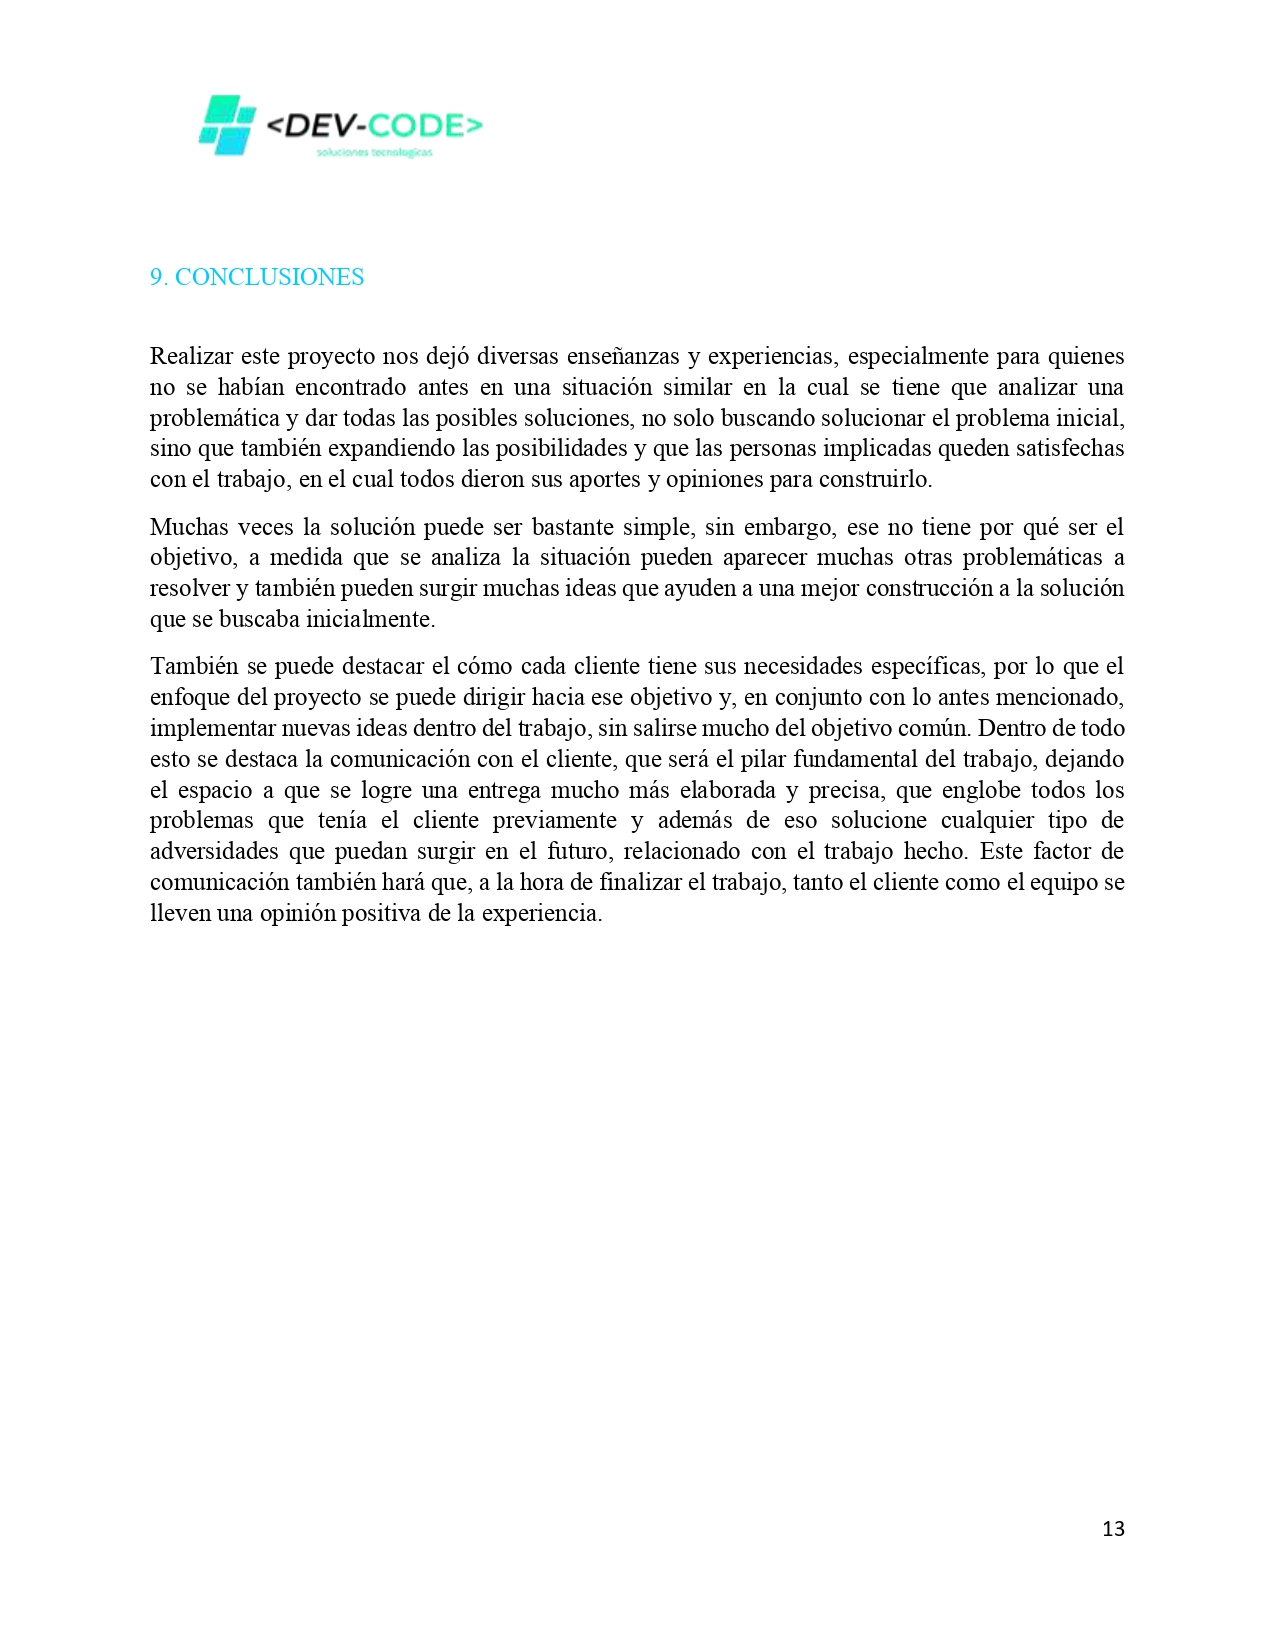 <DEV-CODE>
soluciones tecnologicas
9. CONCLUSIONES
Realizar este proyecto nos dejó diversas enseñanzas y experiencias, especialmente para quienes
no se habían encontrado antes en una situación similar en la cual se tiene que analizar una
problemática y dar todas las posibles soluciones, no solo buscando solucionar el problema inicial,
sino que también expandiendo las posibilidades y que las personas implicadas queden satisfechas
con el trabajo, en el cual todos dieron sus aportes y opiniones para construirlo.
Muchas veces la solución puede ser bastante simple, sin embargo, ese no tiene por qué ser el
objetivo, a medida que se analiza la situación pueden aparecer muchas otras problemáticas a
resolver y también pueden surgir muchas ideas que ayuden a una mejor construcción a la solución
que se buscaba inicialmente.
También se puede destacar el cómo cada cliente tiene sus necesidades específicas, por lo que el
enfoque del proyecto se puede dirigir hacia ese objetivo y, en conjunto con lo antes mencionado,
implementar nuevas ideas dentro del trabajo, sin salirse mucho del objetivo común. Dentro de todo
esto se destaca la comunicación con el cliente, que será el pilar fundamental del trabajo, dejando
el espacio a que se logre una entrega mucho más elaborada y precisa, que englobe todos los
problemas que tenía el cliente previamente y además de eso solucione cualquier tipo de
adversidades que puedan surgir en el futuro, relacionado con el trabajo hecho. Este factor de
comunicación también hará que, a la hora de finalizar el trabajo, tanto el cliente como el equipo se
lleven una opinión positiva de la experiencia.
13